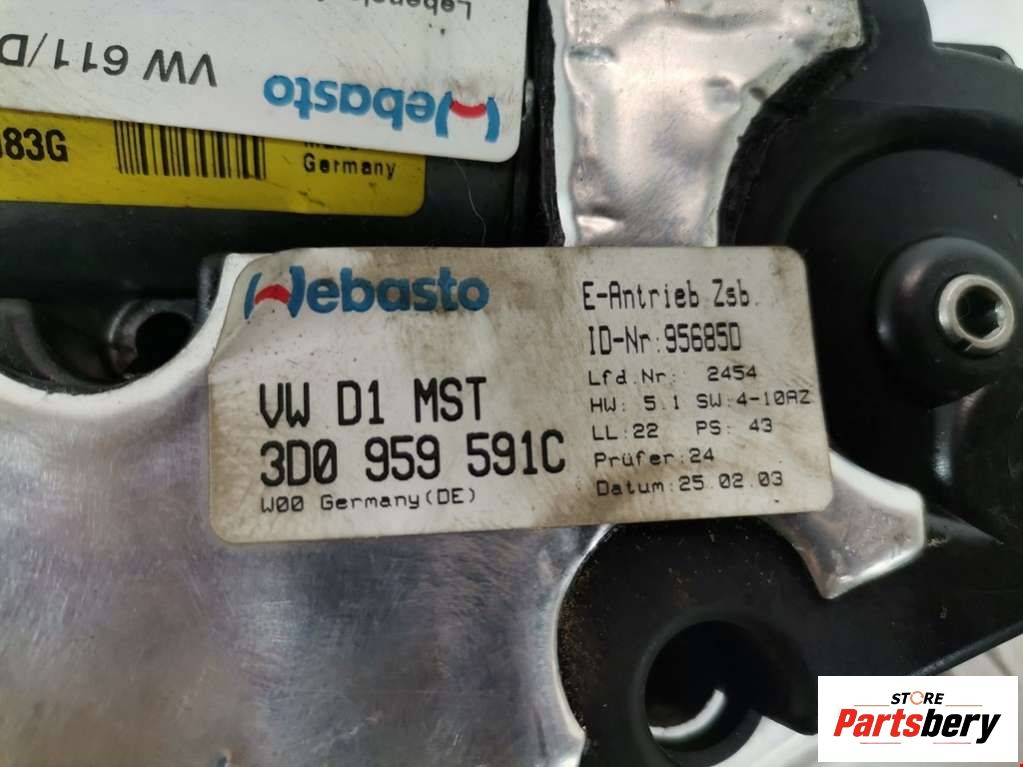 VW 611/D
Webasto
083G
Germany
Webasto
VW D1 MST
3D0 959 591C
W00 Germany(DE)
E-Antrieb Zsb.
ID-Nr:95685D
Lfd.Nr: 2454
HW: 5.1 SW:4-10AZ
LL:22 PS: 43
Prüfer:24
Datum:25.02.03
STORE
Partsbery